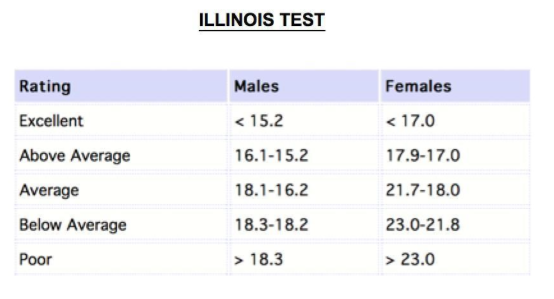 ILLINOIS TEST
Rating Males Females
Excellent < 15.2 < 17.0
Above Average 16.1-15.2 17.9-17.0
Average 18.1-16.2 21.7-18.0
Below Average 18.3-18.2 23.0-21.8
Poor > 18.3 > 23.0